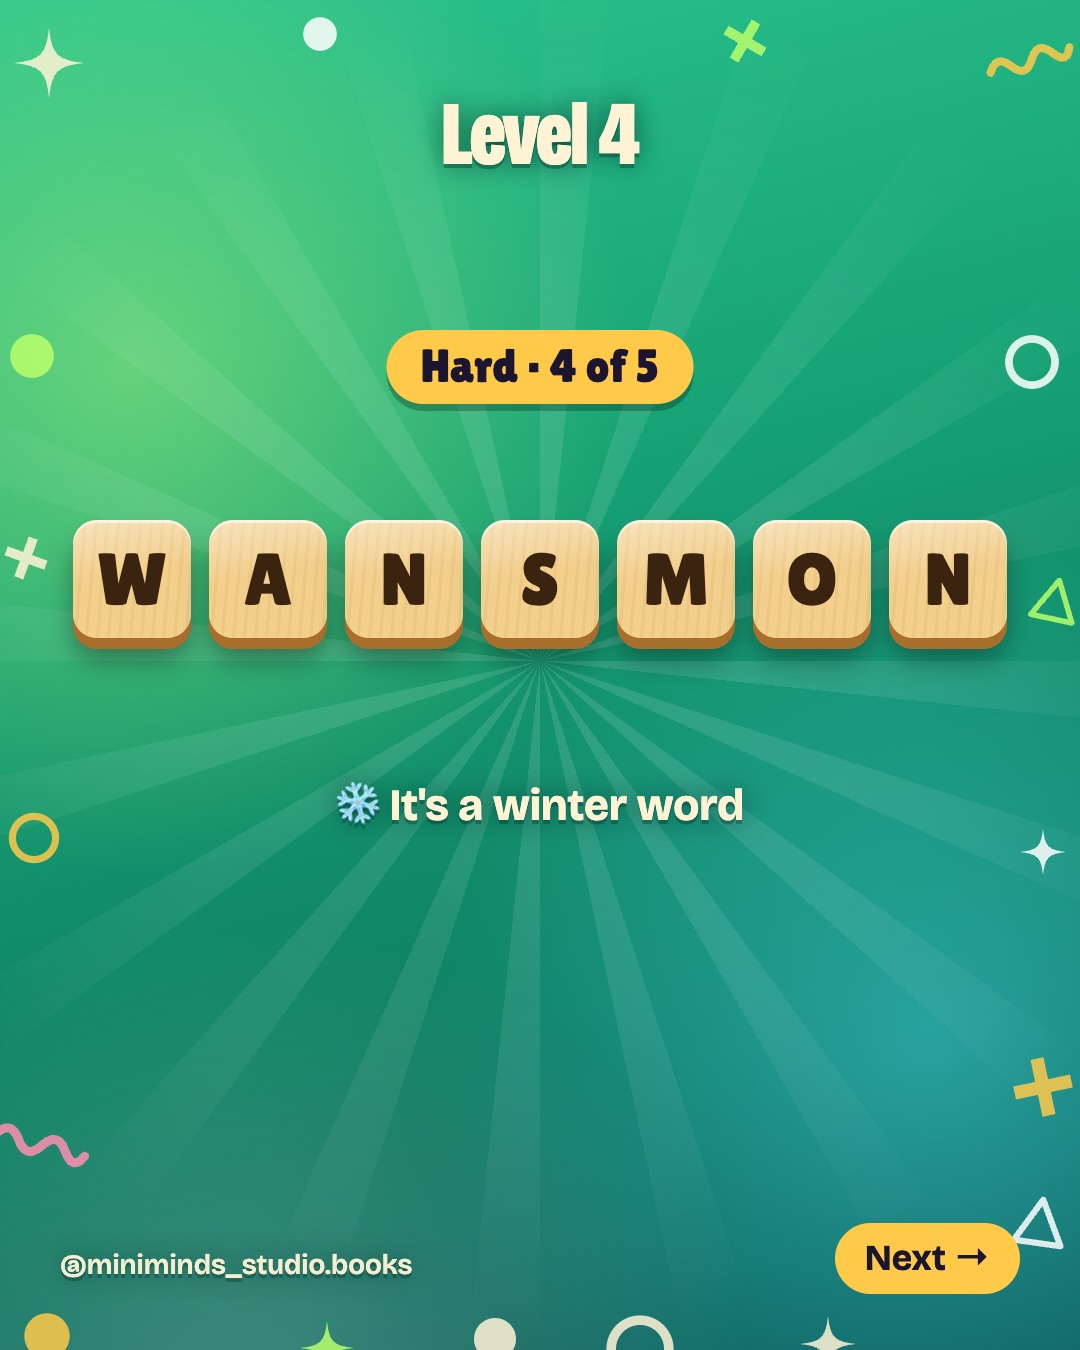 Level 4
Hard · 4 of 5
W A N S M O N
❄️ It's a winter word
@miniminds_studio.books
Next →